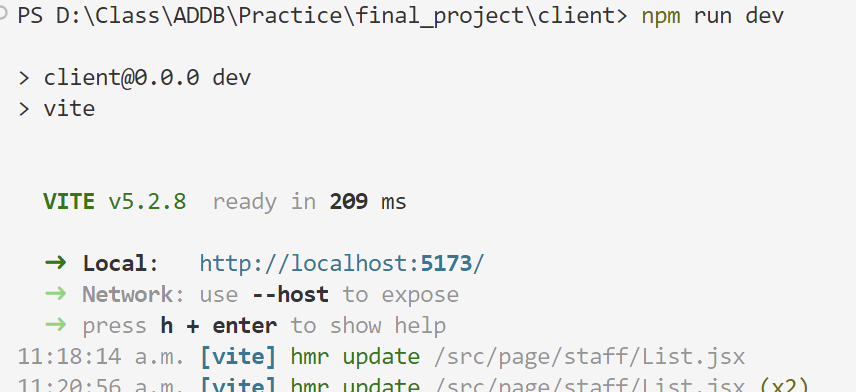 PS D:\Class\ADDB\Practice\final_project\client> npm run dev
> client@0.0.0 dev
> vite
VITE v5.2.8  ready in 209 ms
➜ Local:   http://localhost:5173/
➜ Network: use --host to expose
➜ press h + enter to show help
11:18:14 a.m. [vite] hmr update /src/page/staff/List.jsx
11:20:56 a.m. [vite] hmr update /src/page/staff/List.jsx (x2)